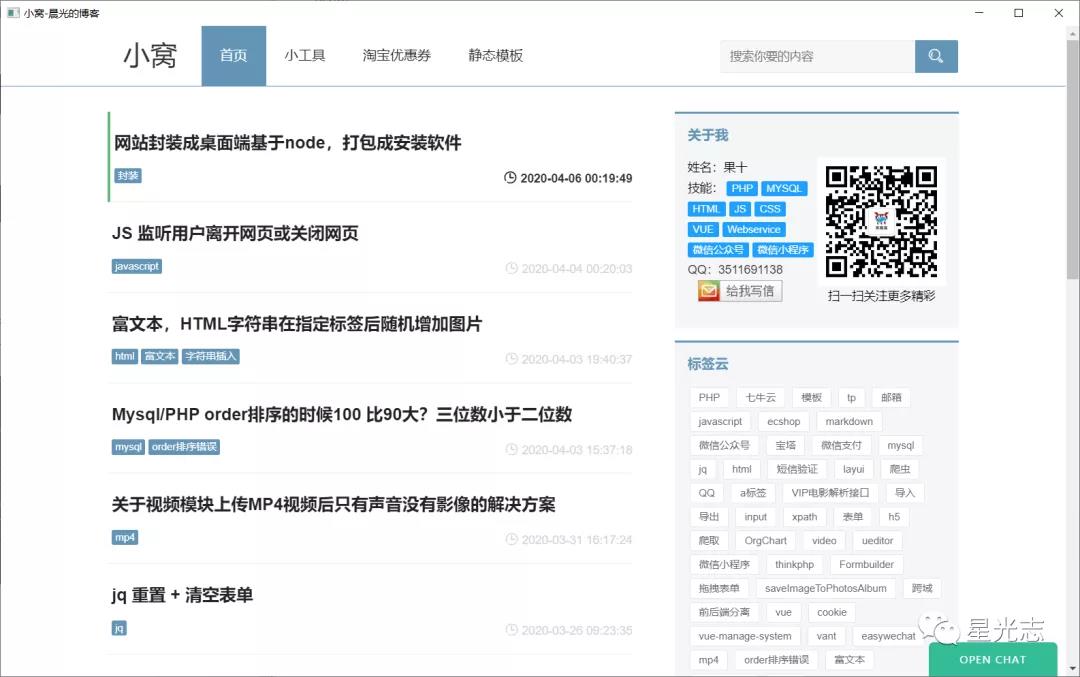 小窝-晨光的博客
小窝 首页 小工具 淘宝优惠券 静态模板 搜索你要的内容
网站封装成桌面端基于node，打包成安装软件
封装
2020-04-06 00:19:49
JS 监听用户离开网页或关闭网页
javascript
2020-04-04 00:20:03
富文本，HTML字符串在指定标签后随机增加图片
html 富文本 字符串插入
2020-04-03 19:40:37
Mysql/PHP order排序的时候100 比90大？三位数小于二位数
mysql order排序错误
2020-04-03 15:37:18
关于视频模块上传MP4视频后只有声音没有影像的解决方案
mp4
2020-03-31 16:17:24
jq 重置 + 清空表单
jq
2020-03-26 09:23:35
关于我
姓名：果十
技能： PHP MYSQL
HTML JS CSS
VUE Webservice
微信公众号 微信小程序
QQ：3511691138
给我写信
扫一扫关注更多精彩
标签云
PHP 七牛云 模板 tp 邮箱
javascript ecshop markdown
微信公众号 宝塔 微信支付 mysql
jq html 短信验证 layui 爬虫
QQ a标签 VIP电影解析接口 导入
导出 input xpath 表单 h5
爬取 OrgChart video ueditor
微信小程序 thinkphp Formbuilder
拖拽表单 saveImageToPhotosAlbum 跨域
前后端分离 vue cookie
vue-manage-system vant easywechat
mp4 order排序错误 富文本
星光志
OPEN CHAT